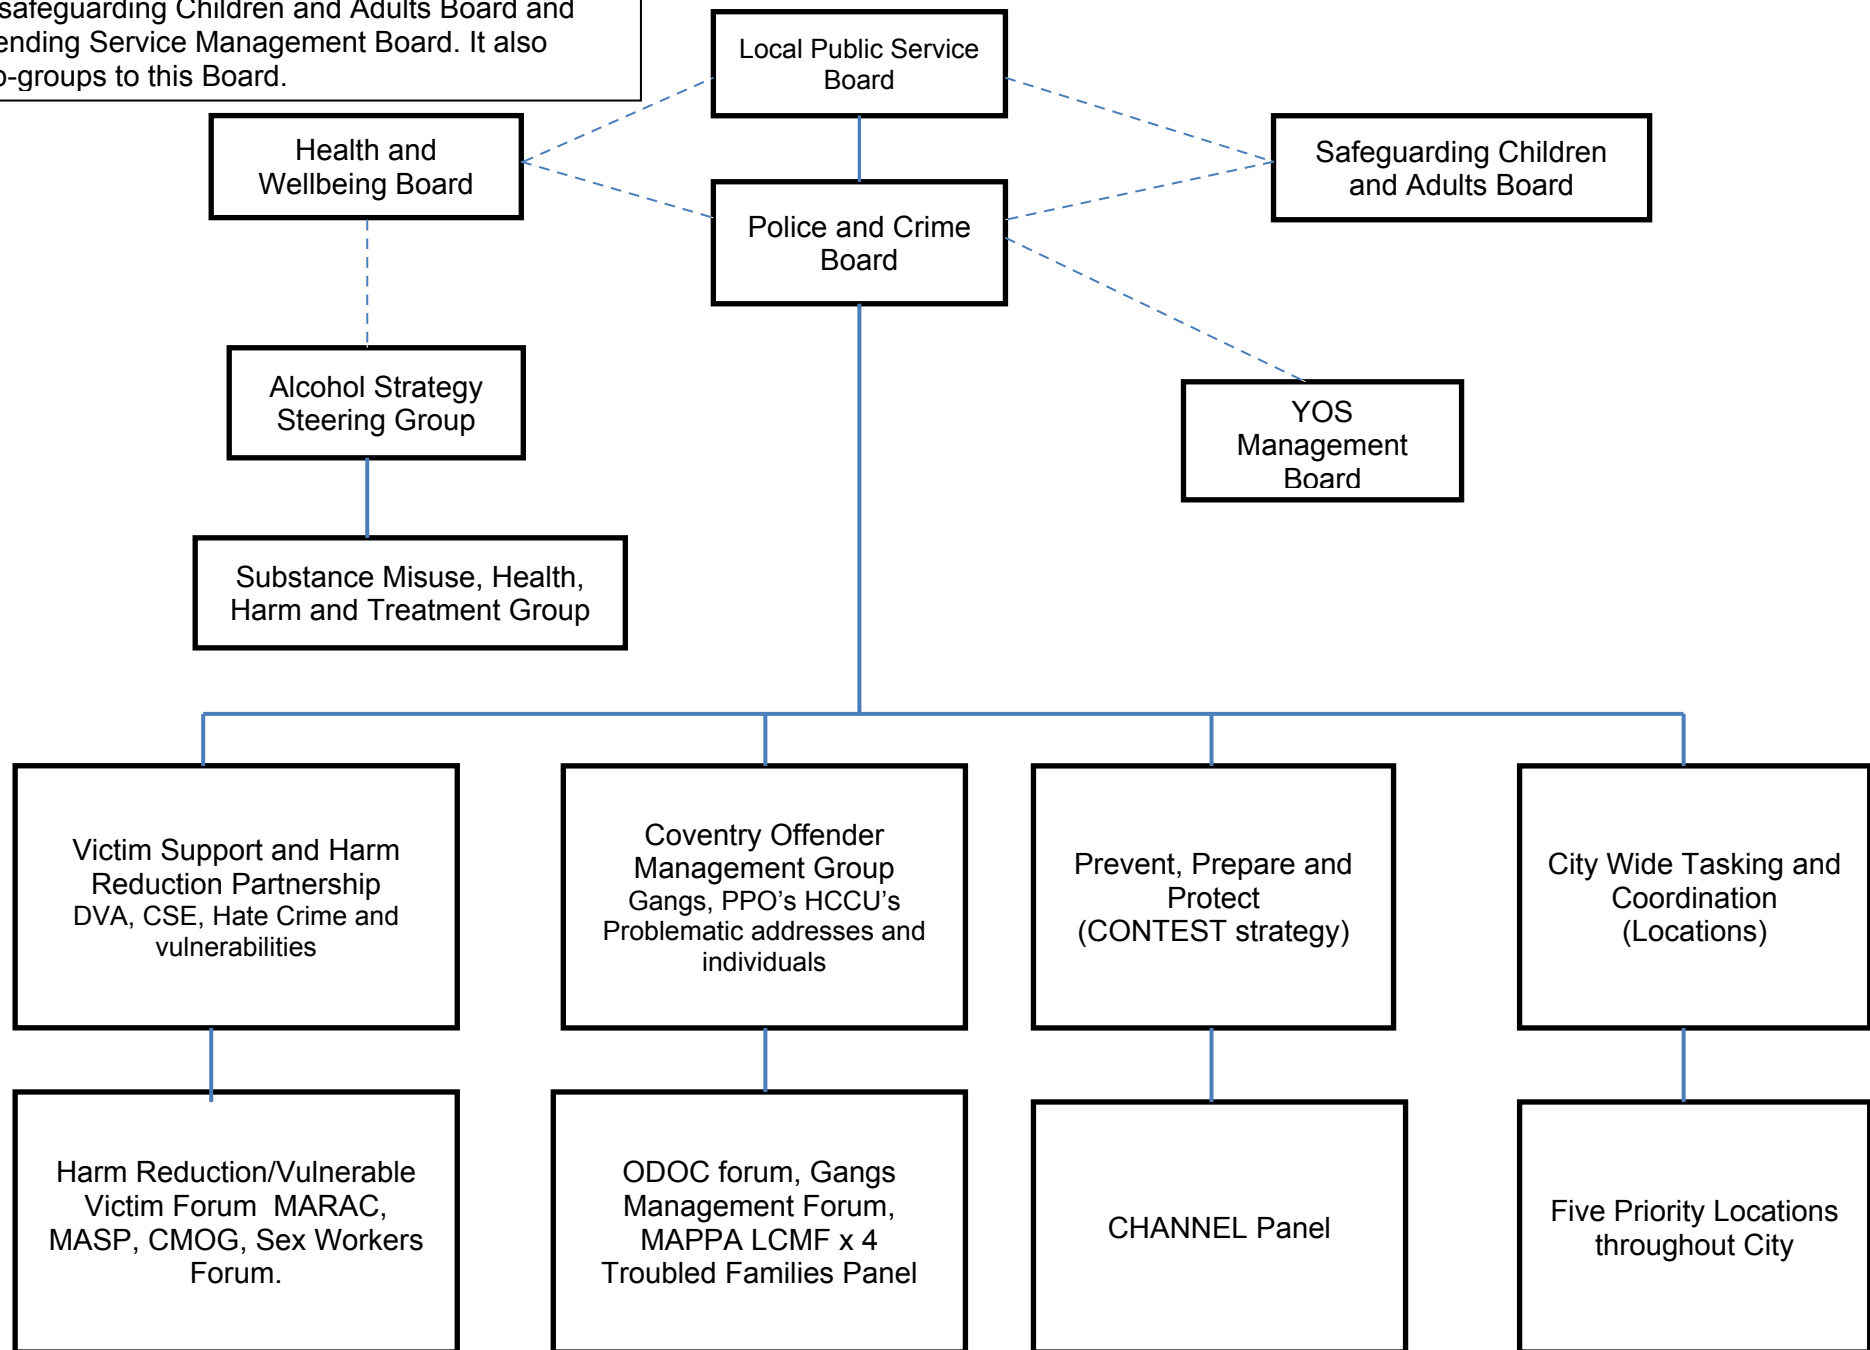 safeguarding Children and Adults Board and
ending Service Management Board. It also
-groups to this Board.
Local Public Service
Board
Health and
Wellbeing Board
Safeguarding Children
and Adults Board
Police and Crime
Board
Alcohol Strategy
Steering Group
YOS
Management
Board
Substance Misuse, Health,
Harm and Treatment Group
Victim Support and Harm
Reduction Partnership
DVA, CSE, Hate Crime and
vulnerabilities
Coventry Offender
Management Group
Gangs, PPO’s HCCU’s
Problematic addresses and
individuals
Prevent, Prepare and
Protect
(CONTEST strategy)
City Wide Tasking and
Coordination
(Locations)
Harm Reduction/Vulnerable
Victim Forum  MARAC,
MASP, CMOG, Sex Workers
Forum.
ODOC forum, Gangs
Management Forum,
MAPPA LCMF x 4
Troubled Families Panel
CHANNEL Panel
Five Priority Locations
throughout City